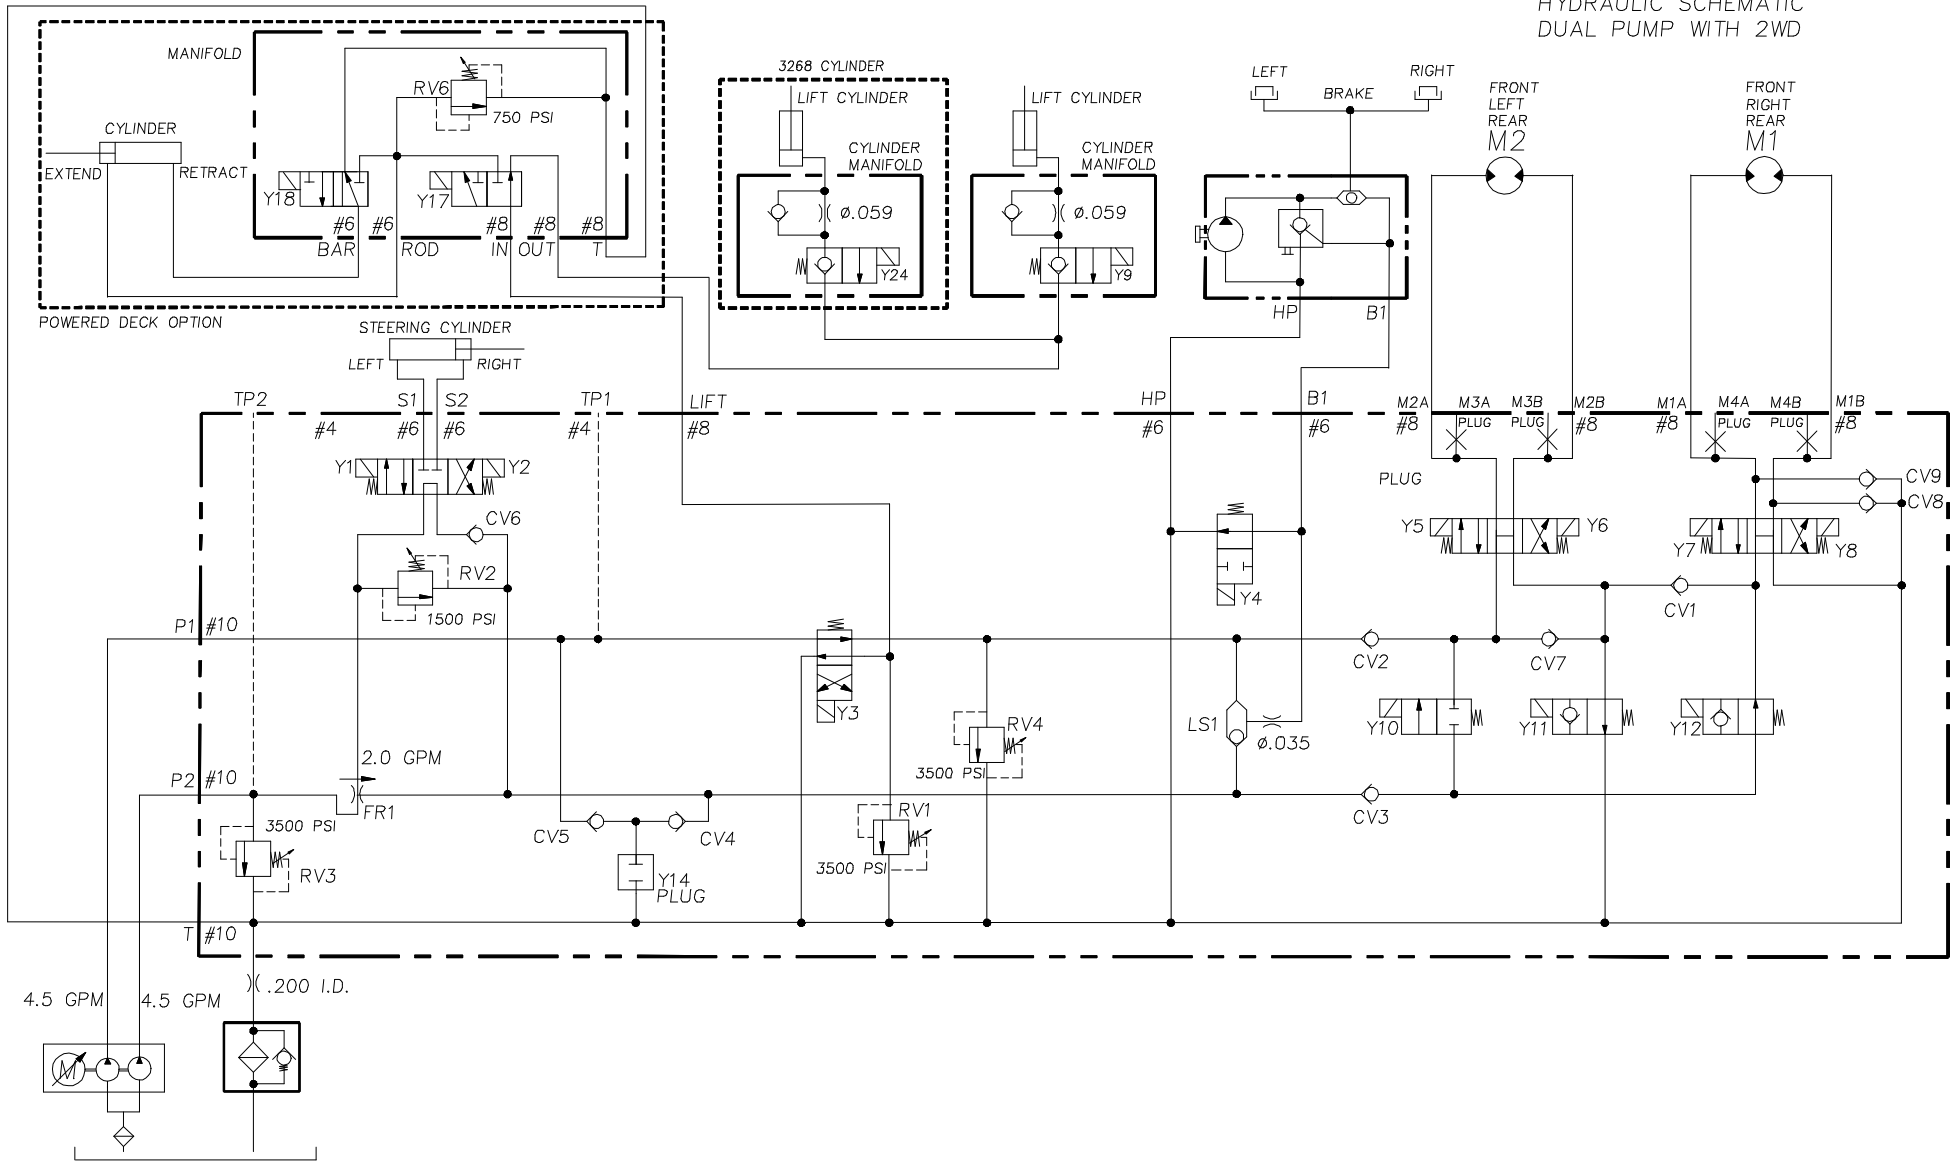 HYDRAULIC SCHEMATIC
DUAL PUMP WITH 2WD
MANIFOLD
RV6
750 PSI
CYLINDER
EXTEND
RETRACT
Y18
Y17
#6
#6
#8
#8
#8
BAR
ROD
IN
OUT
T
POWERED DECK OPTION
3268 CYLINDER
LIFT CYLINDER
CYLINDER
MANIFOLD
Ø.059
Y24
LIFT CYLINDER
CYLINDER
MANIFOLD
Ø.059
Y9
LEFT
RIGHT
BRAKE
HP
B1
FRONT
LEFT
REAR
M2
FRONT
RIGHT
REAR
M1
STEERING CYLINDER
LEFT
RIGHT
TP2
#4
S1
S2
#6
#6
TP1
#4
LIFT
#8
HP
#6
B1
#6
M2A
#8
M3A
PLUG
M3B
PLUG
M2B
#8
M1A
#8
M4A
PLUG
M4B
PLUG
M1B
#8
Y1
Y2
CV6
RV2
1500 PSI
PLUG
Y5
Y6
Y7
Y8
CV9
CV8
CV1
Y4
P1
#10
Y3
CV2
CV7
RV4
3500 PSI
LS1
Ø.035
Y10
Y11
Y12
2.0 GPM
P2
#10
FR1
3500 PSI
RV3
CV5
CV4
Y14
PLUG
RV1
3500 PSI
CV3
T
#10
.200 I.D.
4.5 GPM
4.5 GPM
M